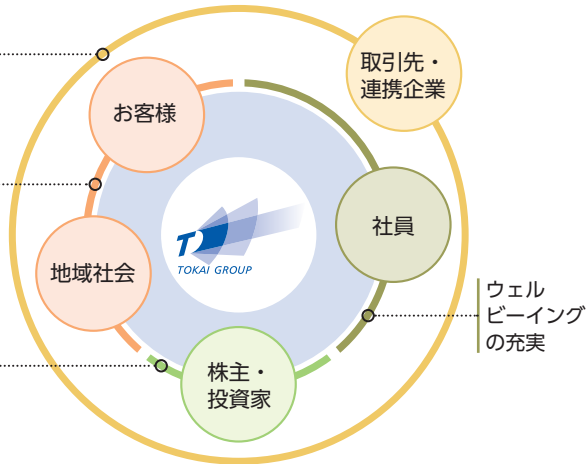 取引先・
連携企業
お客様
社員
地域社会
TOKAI GROUP
ウェル
ビーイング
の充実
株主・
投資家